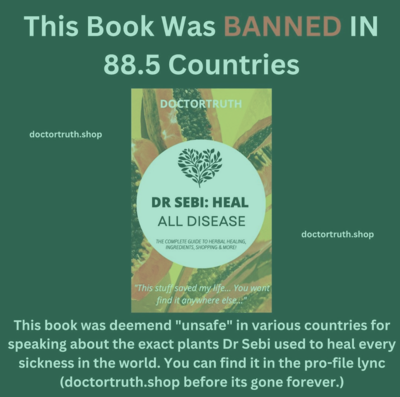 This Book Was BANNED IN
88.5 Countries
DOCTORTRUTH
doctortruth.shop
DR SEBI: HEAL
ALL DISEASE
THE COMPLETE GUIDE TO HERBAL HEALING,
INGREDIENTS, SHOPPING & MORE!
doctortruth.shop
"This stuff saved my life... You wont
find it anywhere else..."
This book was deemend "unsafe" in various countries for
speaking about the exact plants Dr Sebi used to heal every
sickness in the world. You can find it in the pro-file lync
(doctortruth.shop before its gone forever.)